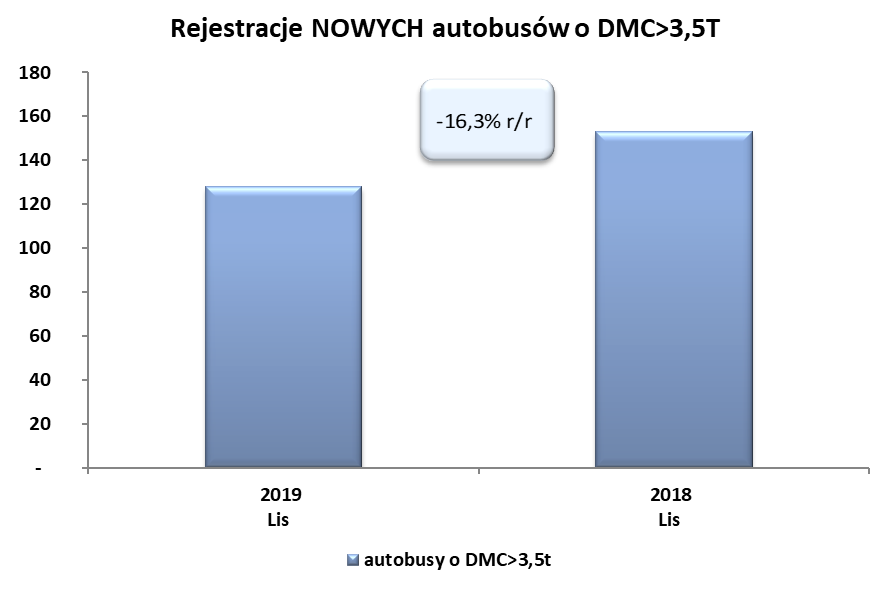 Rejestracje NOWYCH autobusów o DMC>3,5T
180
160
140
120
100
80
60
40
20
-
-16,3% r/r
2019
Lis
2018
Lis
autobusy o DMC>3,5t